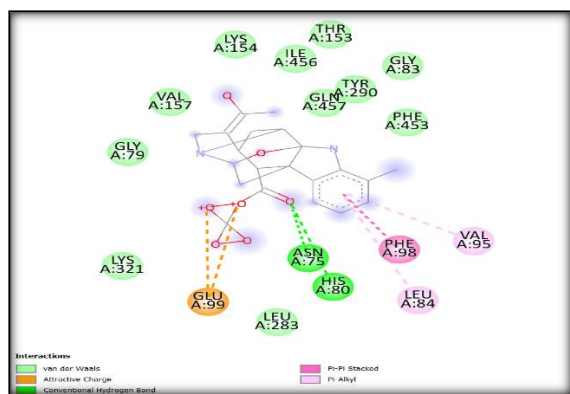 THR
A:153
LYS
A:154
ILE
A:456
GLY
A:83
TYR
A:290
VAL
A:157
GLN
A:457
PHE
A:453
GLY
A:79
O
N
N
O
O
O
O
O
O
O
VAL
A:95
PHE
A:98
ASN
A:75
HIS
A:80
LYS
A:321
GLU
A:99
LEU
A:84
LEU
A:283
Interactions
van der Waals
Attractive Charge
Conventional Hydrogen Bond
Pi-Pi Stacked
Pi-Alkyl